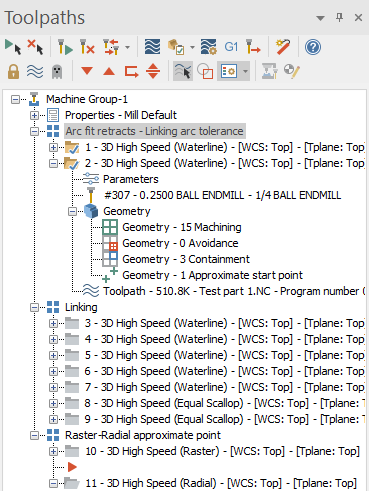 Toolpaths
G1
Machine Group-1
Properties - Mill Default
Arc fit retracts - Linking arc tolerance
1 - 3D High Speed (Waterline) - [WCS: Top] - [Tplane: Top]
2 - 3D High Speed (Waterline) - [WCS: Top] - [Tplane: Top]
Parameters
#307 - 0.2500 BALL ENDMILL - 1/4 BALL ENDMILL
Geometry
Geometry - 15 Machining
Geometry - 0 Avoidance
Geometry - 3 Containment
Geometry - 1 Approximate start point
Toolpath - 510.8K - Test part 1.NC - Program number 0
Linking
3 - 3D High Speed (Waterline) - [WCS: Top] - [Tplane: Top]
4 - 3D High Speed (Waterline) - [WCS: Top] - [Tplane: Top]
5 - 3D High Speed (Waterline) - [WCS: Top] - [Tplane: Top]
6 - 3D High Speed (Waterline) - [WCS: Top] - [Tplane: Top]
7 - 3D High Speed (Waterline) - [WCS: Top] - [Tplane: Top]
8 - 3D High Speed (Equal Scallop) - [WCS: Top] - [Tplane: Top]
9 - 3D High Speed (Equal Scallop) - [WCS: Top] - [Tplane: Top]
Raster-Radial approximate point
10 - 3D High Speed (Raster) - [WCS: Top] - [Tplane: Top]
11 - 3D High Speed (Radial) - [WCS: Top] - [Tplane: Top]